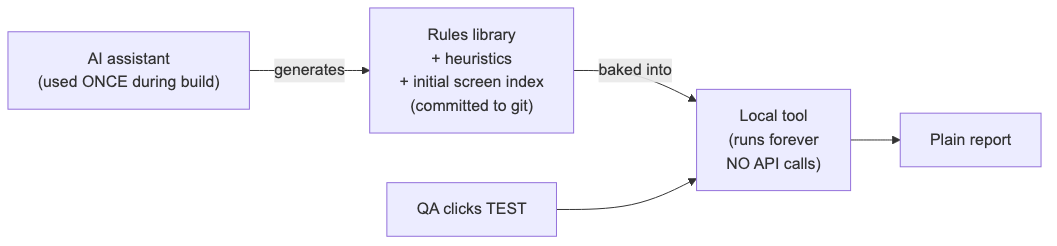 AI assistant
(used ONCE during build)
generates
Rules library
+ heuristics
+ initial screen index
(committed to git)
baked into
QA clicks TEST
Local tool
(runs forever
NO API calls)
Plain report